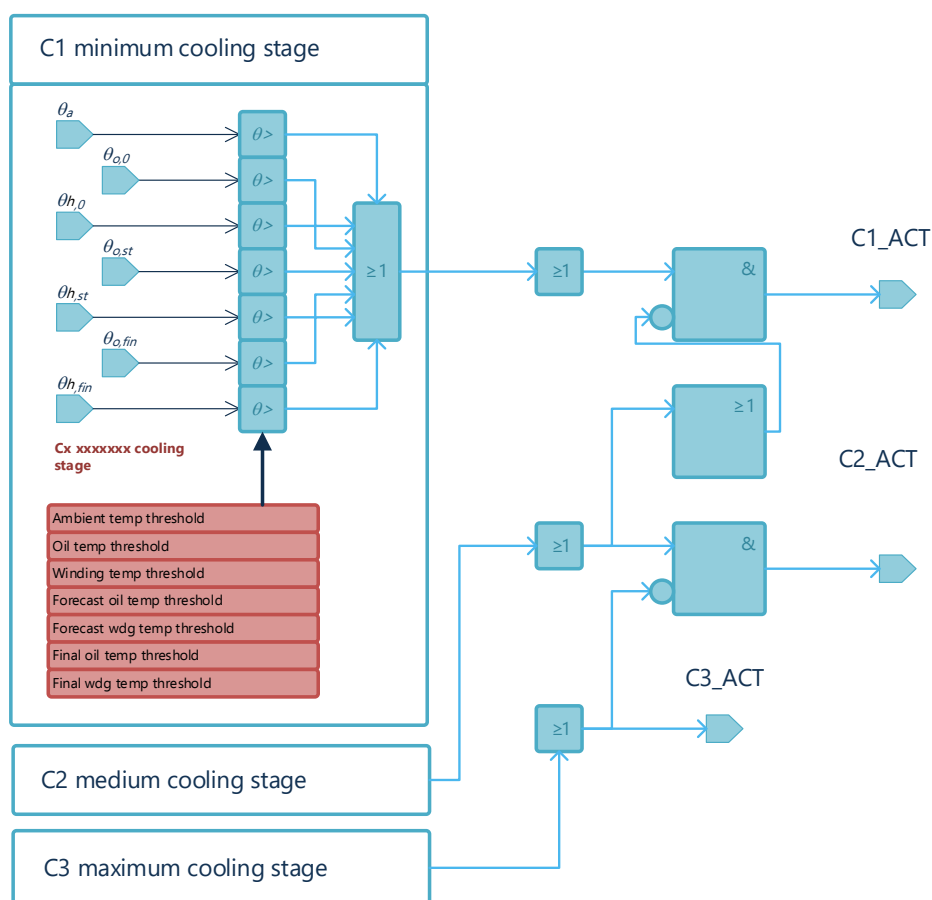 C1 minimum cooling stage
θa
θ>
θo,0
θ>
θh,0
θ>
θo,st
θ>
θh,st
θ>
θo,fin
θ>
θh,fin
θ>
≥1
≥1
&
C1_ACT
≥1
Cx xxxxxxx cooling
stage
C2_ACT
Ambient temp threshold
Oil temp threshold
Winding temp threshold
Forecast oil temp threshold
Forecast wdg temp threshold
Final oil temp threshold
Final wdg temp threshold
≥1
&
C3_ACT
≥1
C2 medium cooling stage
C3 maximum cooling stage